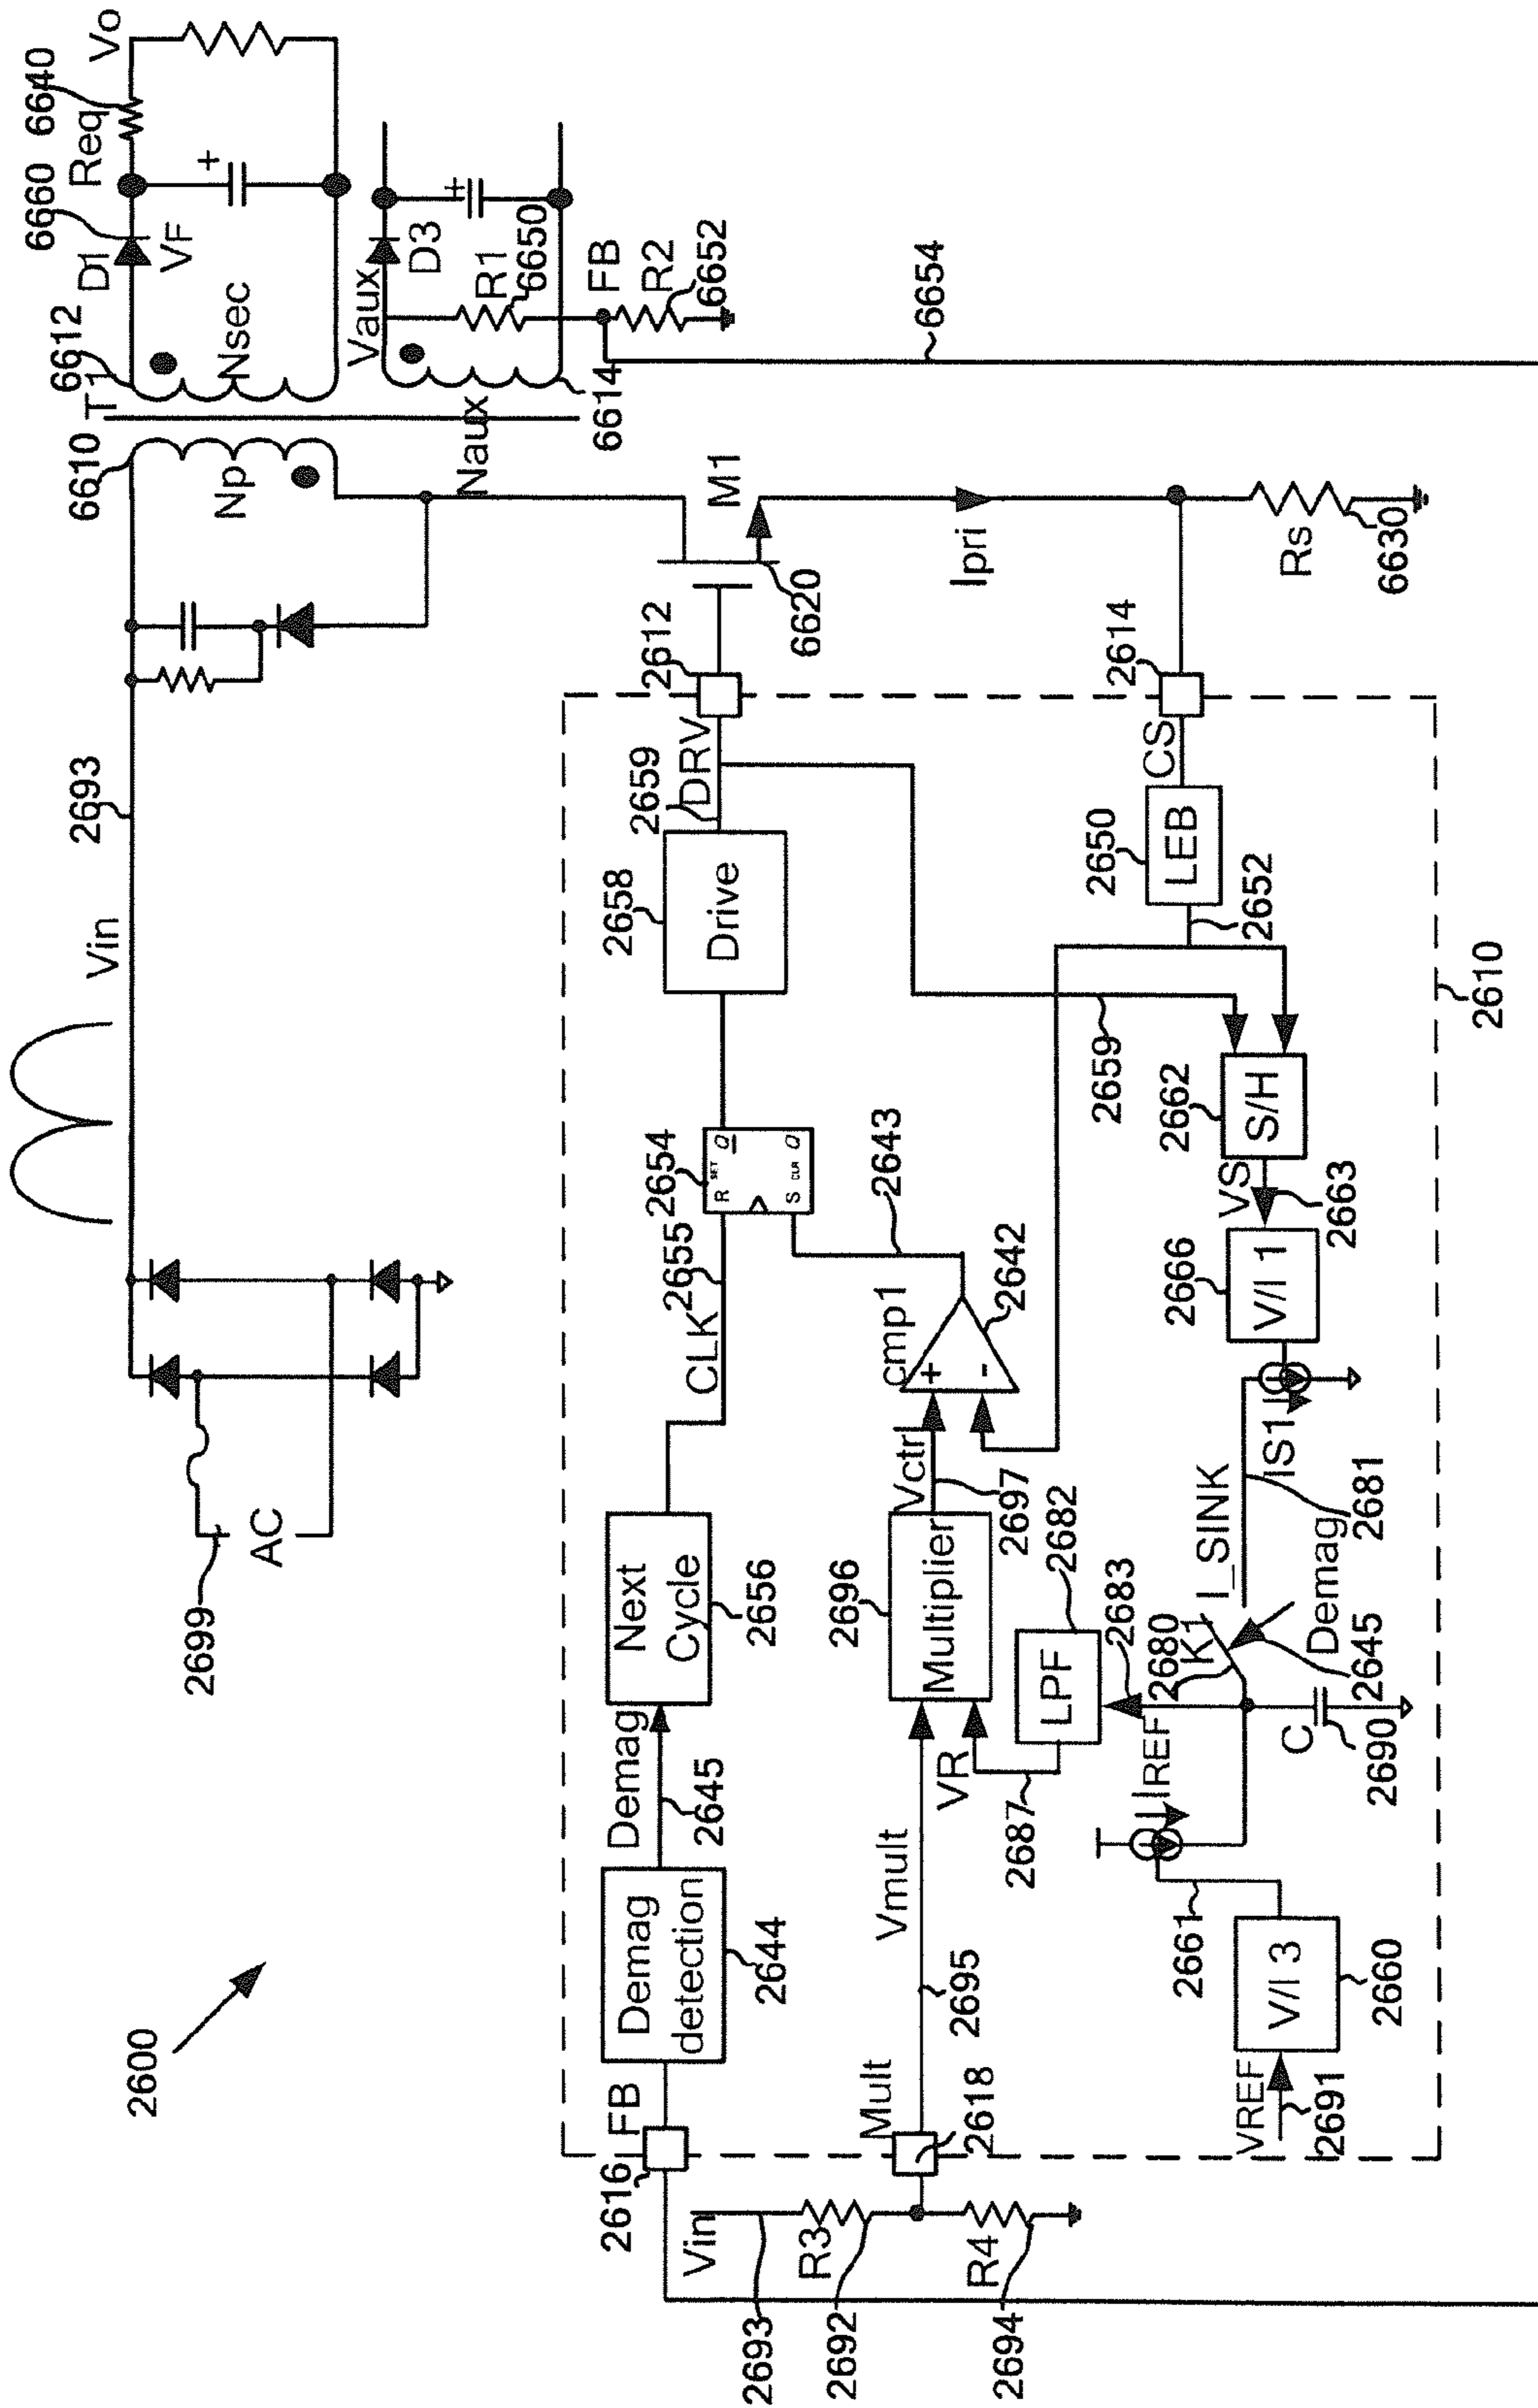 2600
2699
AC
Vin
2693
6610
Np
T1
6612
Nsec
D1
VF
6660
Req
6640
Vo
Naux
6614
Vaux
D3
R1
6650
FB
R2
6652
6654
M1
6620
Ipri
Rs
6630
2616
FB
Demag
detection
2644
Demag
2645
Next
Cycle
2656
CLK
2655
2654
R
SET
Q
S
CLR
Q
Drive
2658
2659
DRV
2612
Vin
2693
R3
2692
R4
2694
Mult
2618
Vmult
2695
Multiplier
2696
Vctrl
2697
cmp1
+
-
2642
2643
VR
2687
LPF
2682
2683
VREF
2691
V/I 3
2660
2661
IREF
C
2690
K1
2680
Demag
2645
I_SINK
2681
IS1
V/I 1
2666
VS
2663
S/H
2662
2659
2652
LEB
2650
CS
2614
2610
+
+